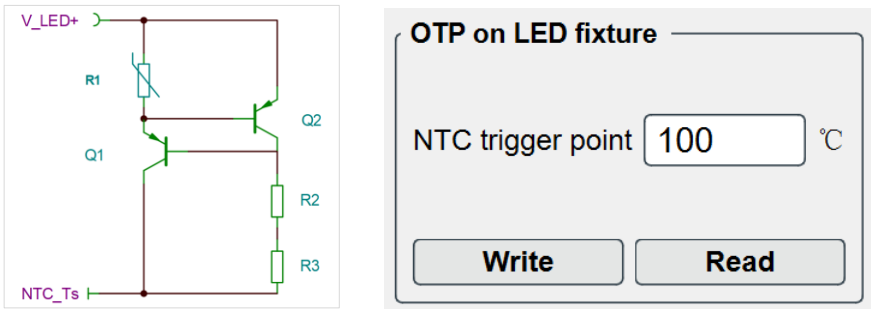 V_LED+
R1
Q2
Q1
R2
R3
NTC_Ts
OTP on LED fixture
NTC trigger point 100 ℃
Write Read